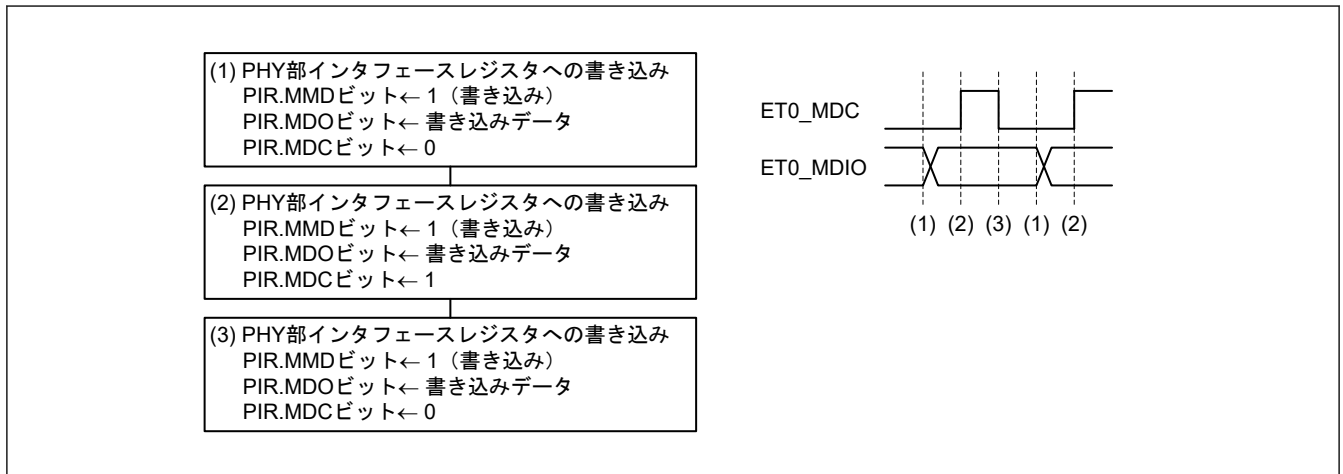 (1) PHY部インタフェースレジスタへの書き込み
PIR.MMDビット← 1（書き込み）
PIR.MDOビット← 書き込みデータ
PIR.MDCビット← 0
(2) PHY部インタフェースレジスタへの書き込み
PIR.MMDビット← 1（書き込み）
PIR.MDOビット← 書き込みデータ
PIR.MDCビット← 1
(3) PHY部インタフェースレジスタへの書き込み
PIR.MMDビット← 1（書き込み）
PIR.MDOビット← 書き込みデータ
PIR.MDCビット← 0
ET0_MDC
ET0_MDIO
(1) (2) (3) (1) (2)